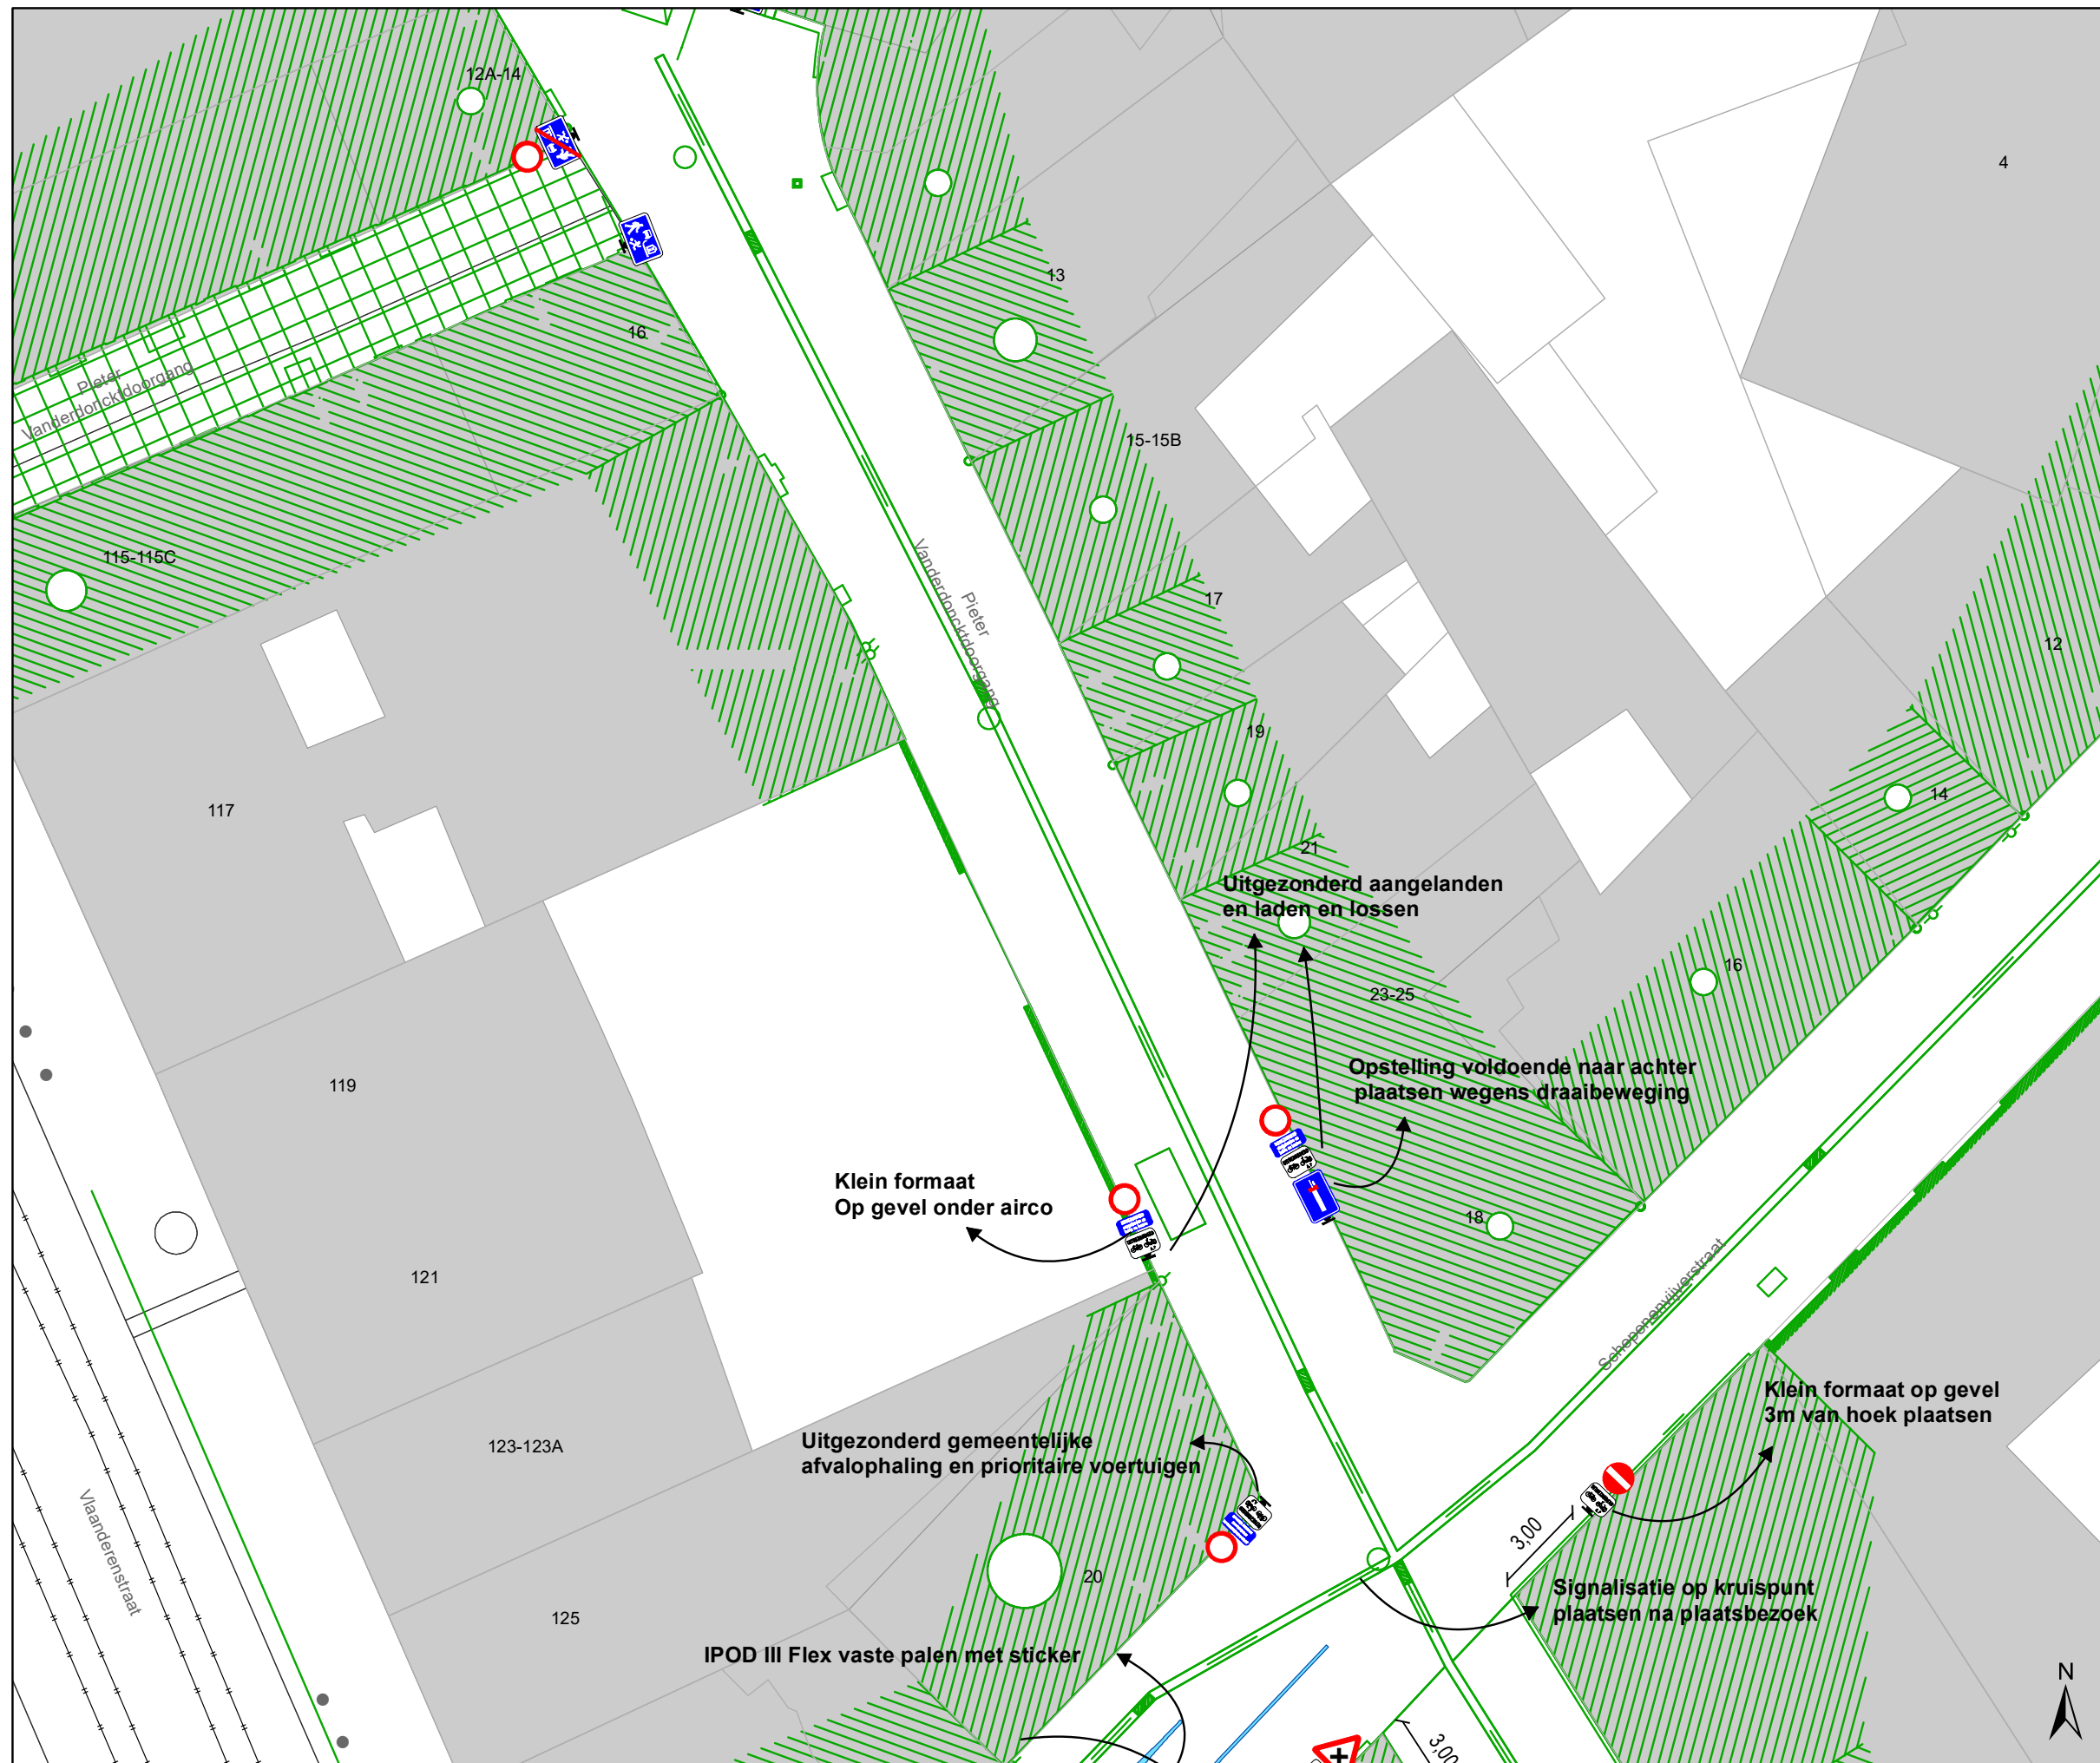 12A-14
4
13
16
Pieter
Vanderdoncktdoorgang
15-15B
115-115C
Pieter
Vanderdoncktdoorgang
17
12
19
14
117
21
Uitgezonderd aangelanden
en laden en lossen
16
23-25
Opstelling voldoende naar achter
plaatsen wegens draaibeweging
119
Klein formaat
Op gevel onder airco
18
121
Schepenenvijverstraat
Klein formaat op gevel
3m van hoek plaatsen
123-123A
Uitgezonderd gemeentelijke
afvalophaling en prioritaire voertuigen
Vlaanderenstraat
3,00
20
Signalisatie op kruispunt
plaatsen na plaatsbezoek
125
IPOD III Flex vaste palen met sticker
N
3,00